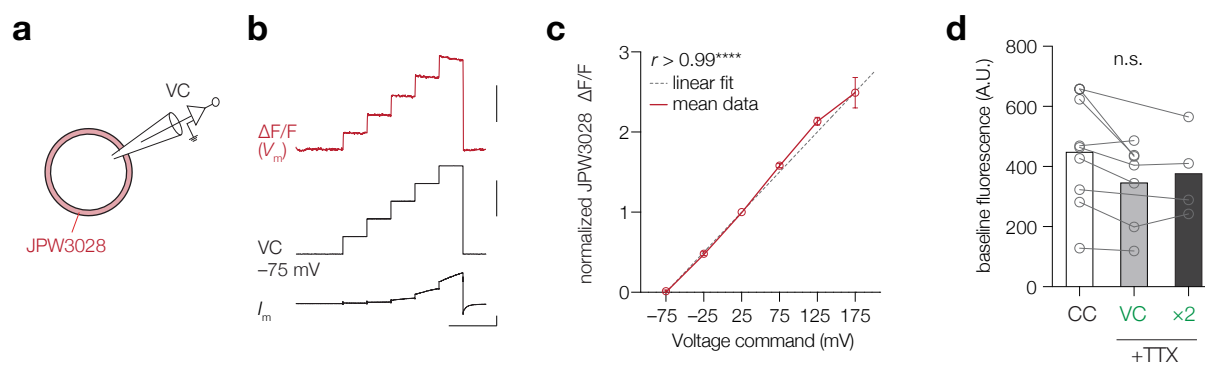 a
VC
JPW3028
b
ΔF/F
(Vm)
VC
–75 mV
Im
c
normalized JPW3028 ΔF/F
3
2
1
0
r > 0.99****
linear fit
mean data
–75 –25 25 75 125 175
Voltage command (mV)
d
baseline fluorescence (A.U.)
800
600
400
200
0
n.s.
CC VC ×2
+TTX